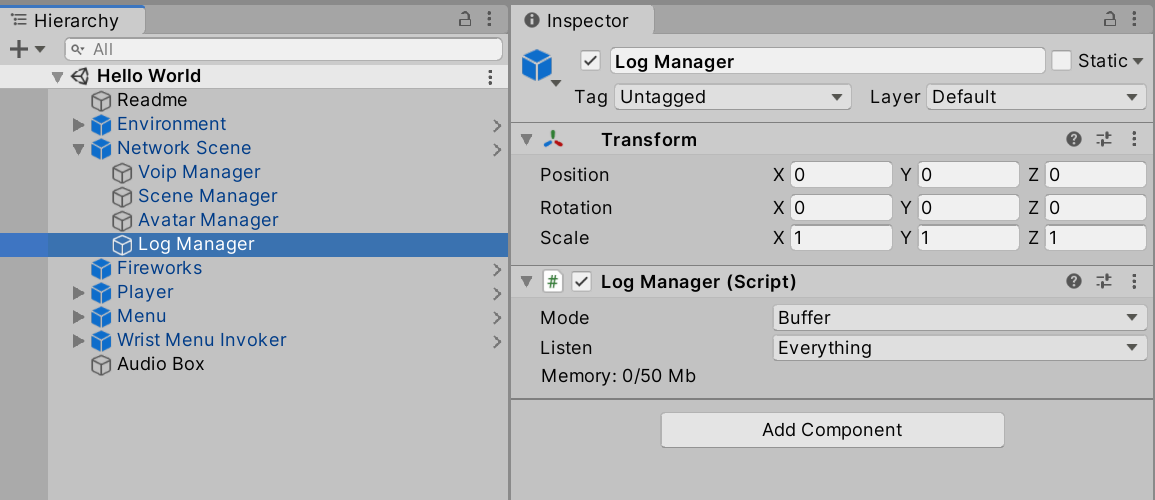 Hierarchy
All
Hello World
Readme
Environment
Network Scene
Voip Manager
Scene Manager
Avatar Manager
Log Manager
Fireworks
Player
Menu
Wrist Menu Invoker
Audio Box
Inspector
Log Manager
Static
Tag Untagged Layer Default
Transform
Position X 0 Y 0 Z 0
Rotation X 0 Y 0 Z 0
Scale X 1 Y 1 Z 1
# Log Manager (Script)
Mode Buffer
Listen Everything
Memory: 0/50 Mb
Add Component